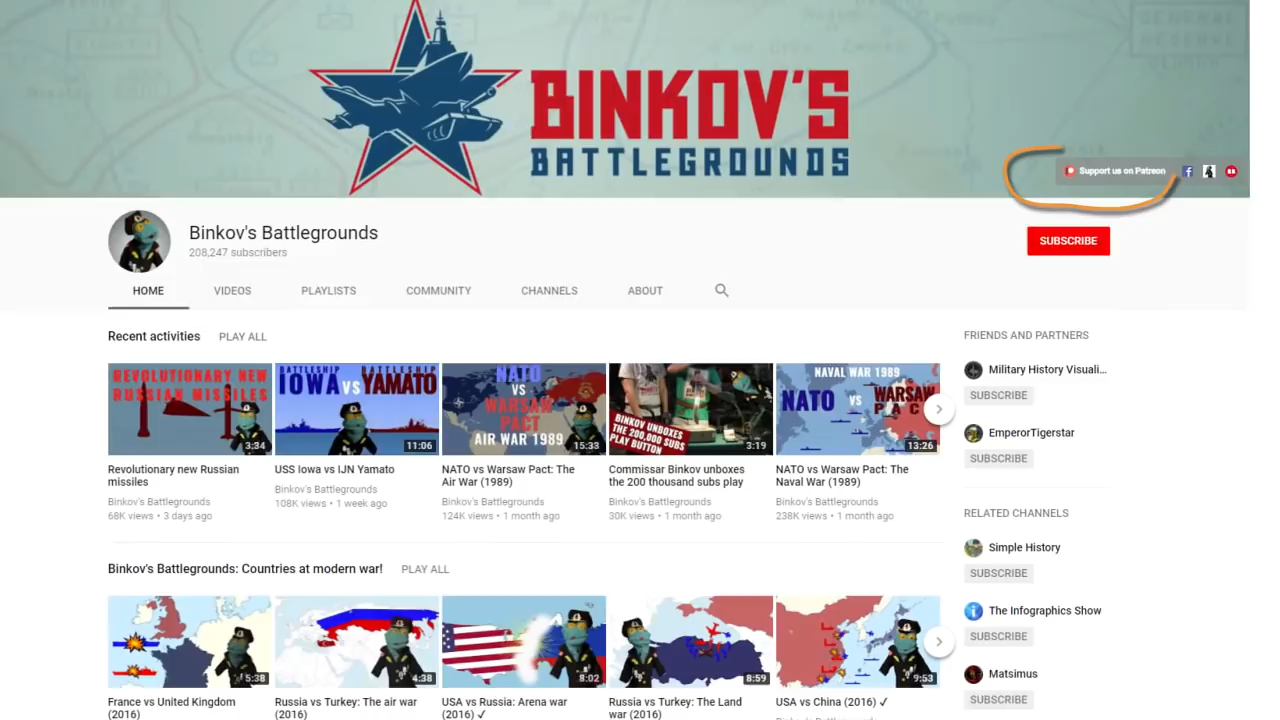 BINKOV'S
BATTLEGROUNDS
Support us on Patreon
Binkov's Battlegrounds
208,247 subscribers
SUBSCRIBE
HOME VIDEOS PLAYLISTS COMMUNITY CHANNELS ABOUT
Recent activities PLAY ALL
REVOLUTIONARY NEW
RUSSIAN MISSILES
3:34
Revolutionary new Russian
missiles
Binkov's Battlegrounds
68K views • 3 days ago
BATTLESHIP BATTLESHIP
IOWA VS YAMATO
11:06
USS Iowa vs IJN Yamato
Binkov's Battlegrounds
108K views • 1 week ago
NATO
VS
WARSAW
PACT
AIR WAR 1989
15:33
NATO vs Warsaw Pact: The
Air War (1989)
Binkov's Battlegrounds
124K views • 1 month ago
BINKOV UNBOXES
THE 200,000 SUBS
PLAY BUTTON
3:19
Commissar Binkov unboxes
the 200 thousand subs play
Binkov's Battlegrounds
30K views • 1 month ago
NAVAL WAR 1989
NATO VS WARSAW
PACT
13:26
NATO vs Warsaw Pact: The
Naval War (1989)
Binkov's Battlegrounds
238K views • 1 month ago
Binkov's Battlegrounds: Countries at modern war! PLAY ALL
5:38
France vs United Kingdom
(2016)
4:38
Russia vs Turkey: The air war
(2016)
8:02
USA vs Russia: Arena war
(2016) ✓
8:59
Russia vs Turkey: The Land
war (2016)
9:53
USA vs China (2016) ✓
FRIENDS AND PARTNERS
Military History Visuali...
SUBSCRIBE
EmperorTigerstar
SUBSCRIBE
RELATED CHANNELS
Simple History
SUBSCRIBE
The Infographics Show
SUBSCRIBE
Matsimus
SUBSCRIBE